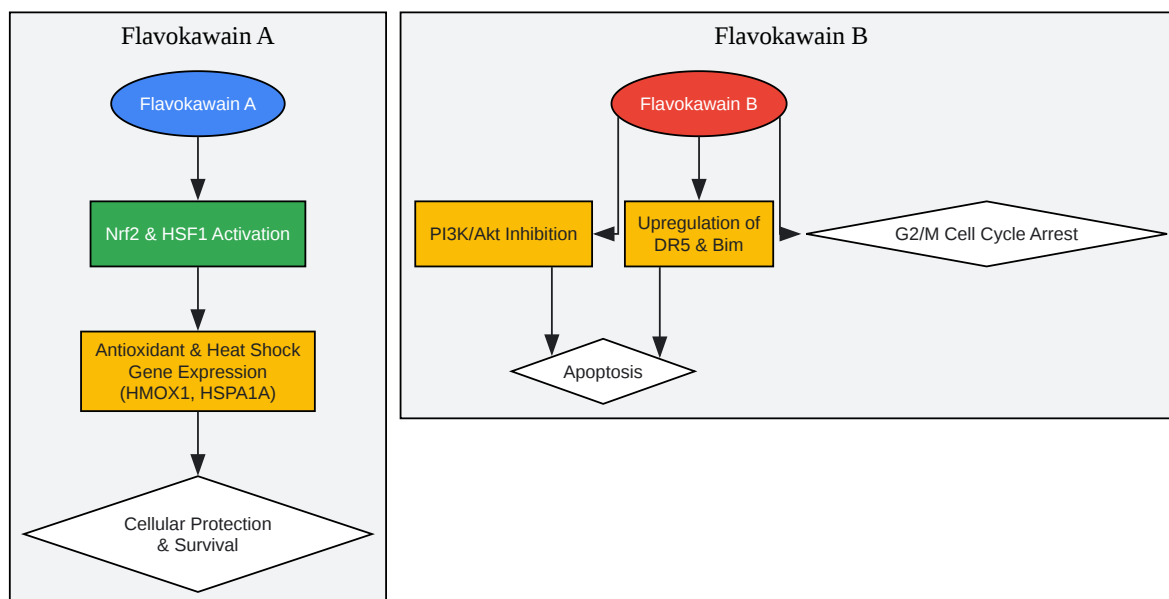 Flavokawain A
Flavokawain A
Nrf2 & HSF1 Activation
Antioxidant & Heat Shock
Gene Expression
(HMOX1, HSPA1A)
Cellular Protection
& Survival
Flavokawain B
Flavokawain B
PI3K/Akt Inhibition
Upregulation of
DR5 & Bim
G2/M Cell Cycle Arrest
Apoptosis